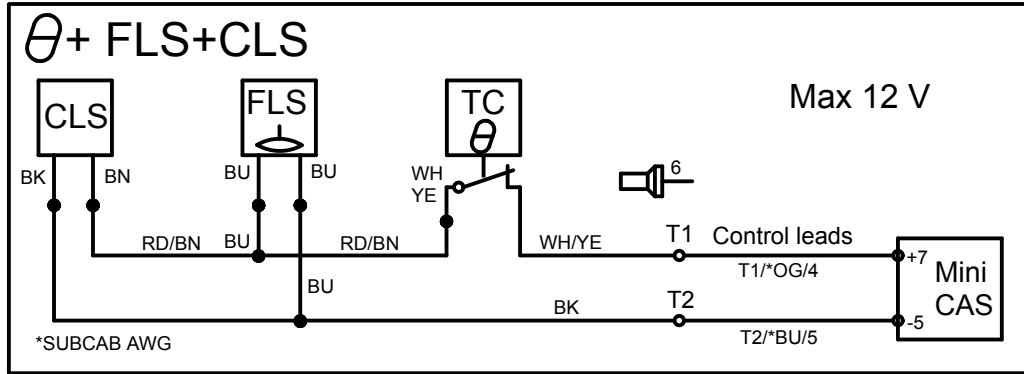 θ+ FLS+CLS
Max 12 V
CLS
FLS
TC
θ
BK
BN
BU
BU
WH
YE
6
RD/BN
BU
RD/BN
WH/YE
T1
Control leads
T1/*OG/4
+7
Mini
CAS
BU
BK
T2
-5
*SUBCAB AWG
T2/*BU/5